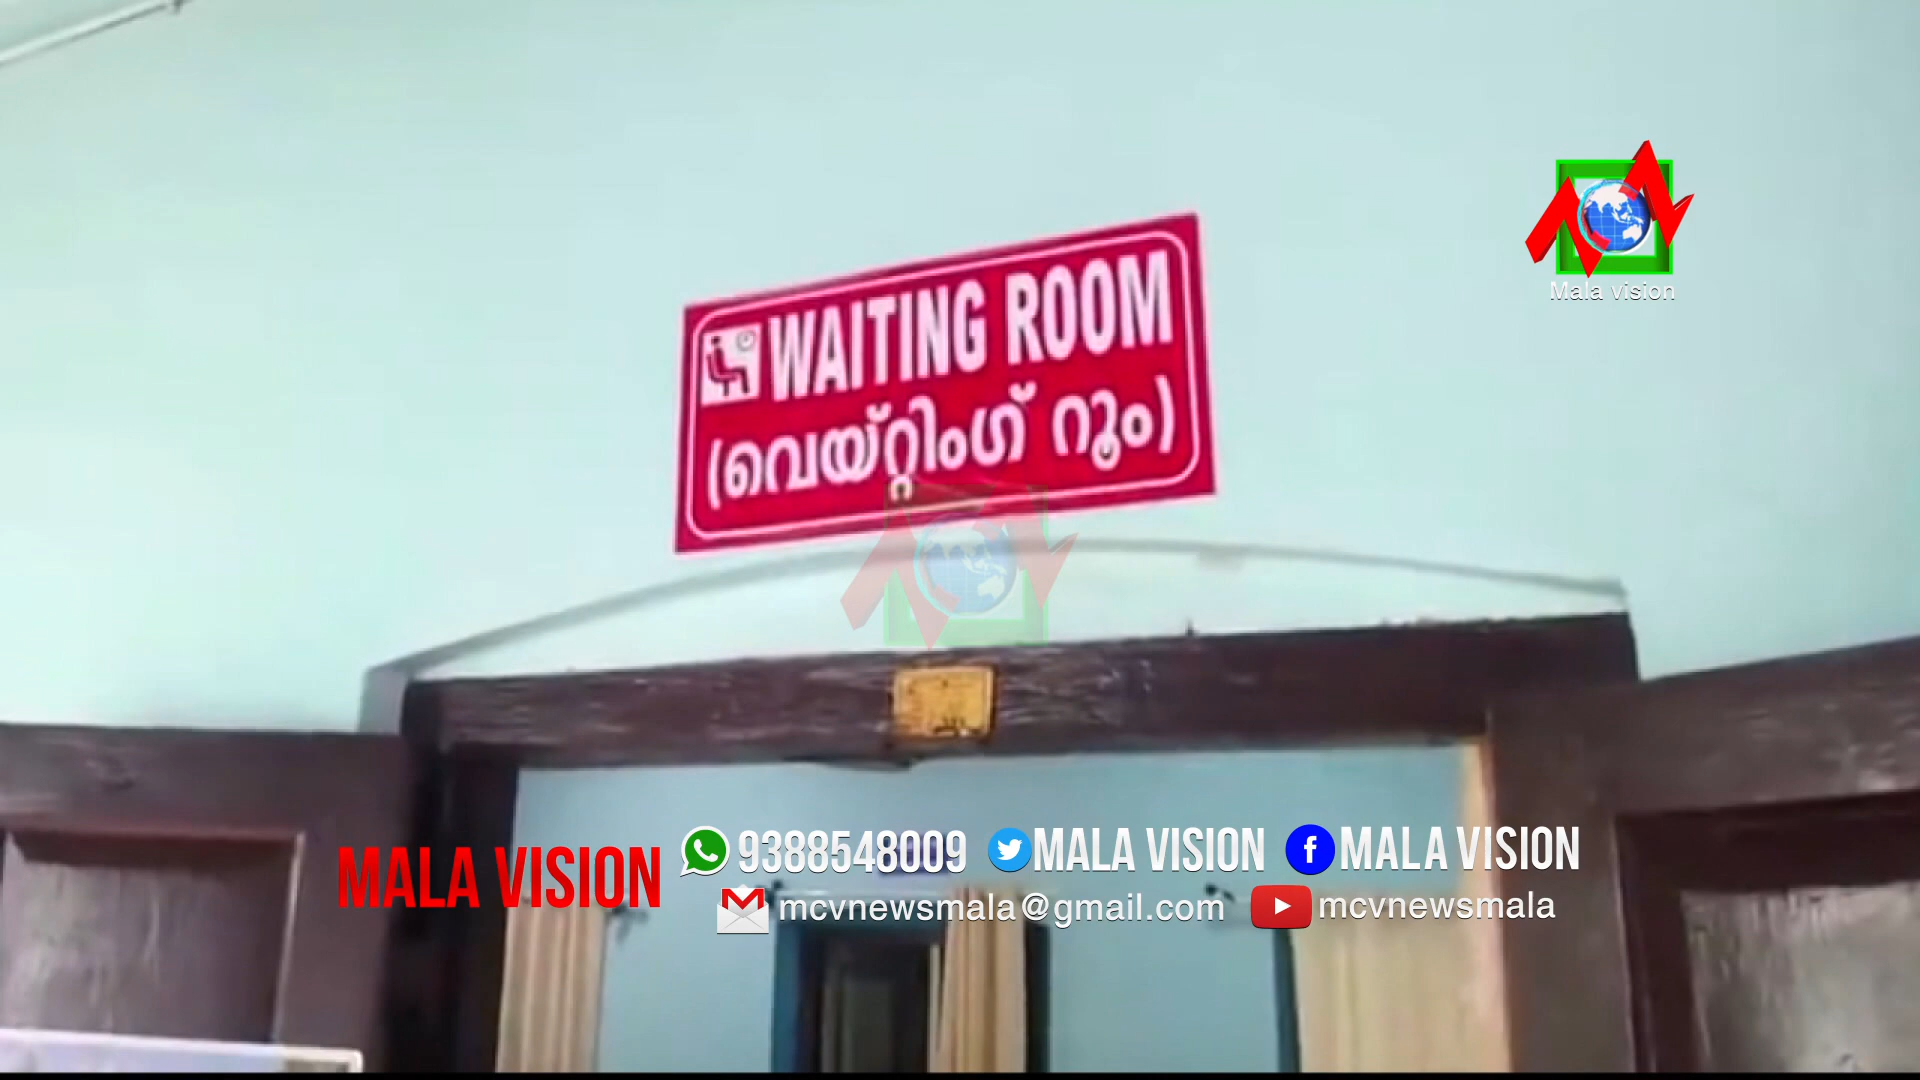 Mala vision
WAITING ROOM
(വെയ്റ്റിംഗ് റൂം)
MALA VISION
9388548009 MALA VISION MALA VISION
mcvnewsmala@gmail.com mcvnewsmala